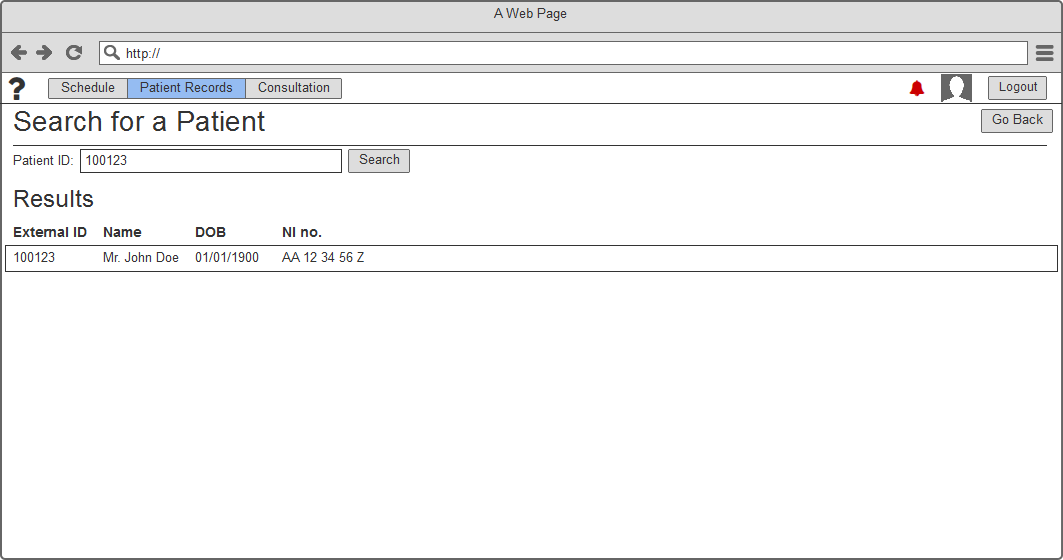 A Web Page
http://
? Schedule Patient Records Consultation Logout
Search for a Patient Go Back
Patient ID: 100123 Search
Results
External ID Name DOB NI no.
100123 Mr. John Doe 01/01/1900 AA 12 34 56 Z